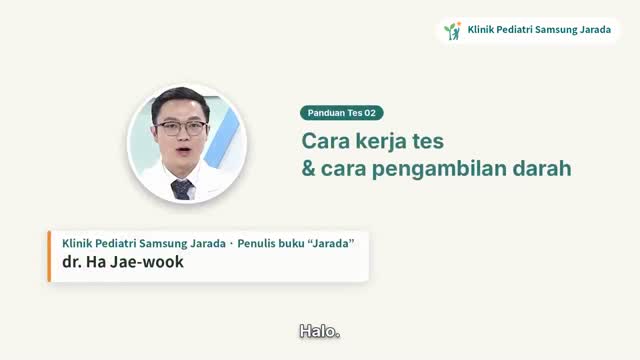 Klinik Pediatri Samsung Jarada
Panduan Tes 02
Cara kerja tes
& cara pengambilan darah
Klinik Pediatri Samsung Jarada · Penulis buku “Jarada”
dr. Ha Jae-wook
Halo.